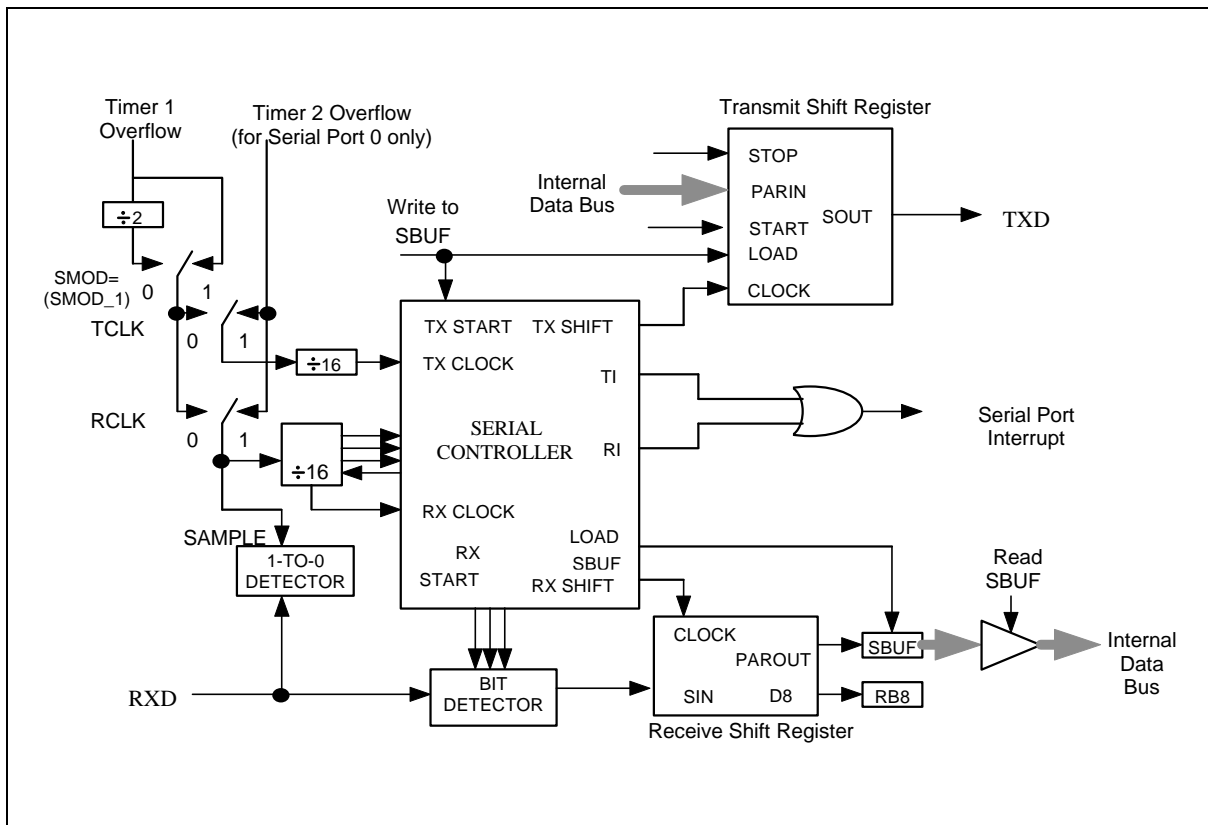 Timer 1
Overflow
Timer 2 Overflow
(for Serial Port 0 only)
Transmit Shift Register
÷2
SMOD=
(SMOD_1)
0
1
TCLK
0
1
RCLK
0
1
÷16
÷16
SAMPLE
1-TO-0
DETECTOR
RXD
Write to
SBUF
Internal
Data Bus
STOP
PARIN
START
LOAD
CLOCK
SOUT
TXD
TX START
TX SHIFT
TX CLOCK
TI
SERIAL
CONTROLLER
RI
RX CLOCK
LOAD
SBUF
RX
START
RX SHIFT
Serial Port
Interrupt
BIT
DETECTOR
CLOCK
PAROUT
SIN
D8
Receive Shift Register
SBUF
RB8
Read
SBUF
Internal
Data
Bus